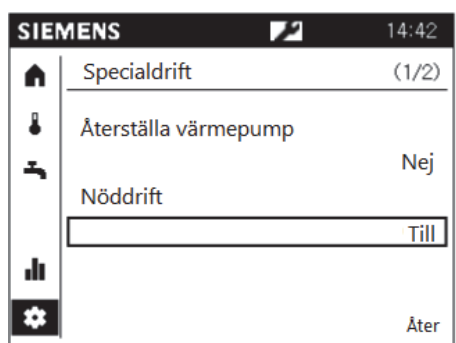 SIEMENS 14:42
Specialdrift (1/2)
Återställa värmepump
Nej
Nöddrift
Till
Åter